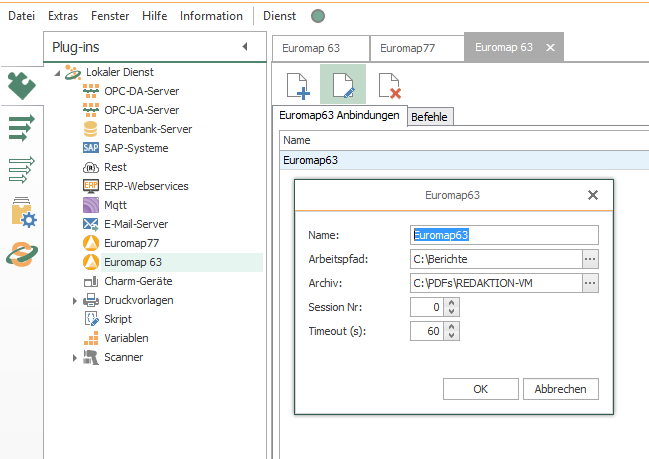 Datei Extras Fenster Hilfe Information Dienst
Plug-ins
Lokaler Dienst
OPC-DA-Server
OPC-UA-Server
Datenbank-Server
SAP SAP-Systeme
Rest
ERP ERP-Webservices
Mqtt
E-Mail-Server
Euromap77
Euromap 63
Charm-Geräte
Druckvorlagen
Skript
Variablen
Scanner
Euromap 63 Euromap77 Euromap 63
Euromap63 Anbindungen Befehle
Name
Euromap63
Euromap63
Name: Euromap63
Arbeitspfad: C:\Berichte ...
Archiv: C:\PDFs\REDAKTION-VM ...
Session Nr: 0
Timeout (s): 60
OK Abbrechen